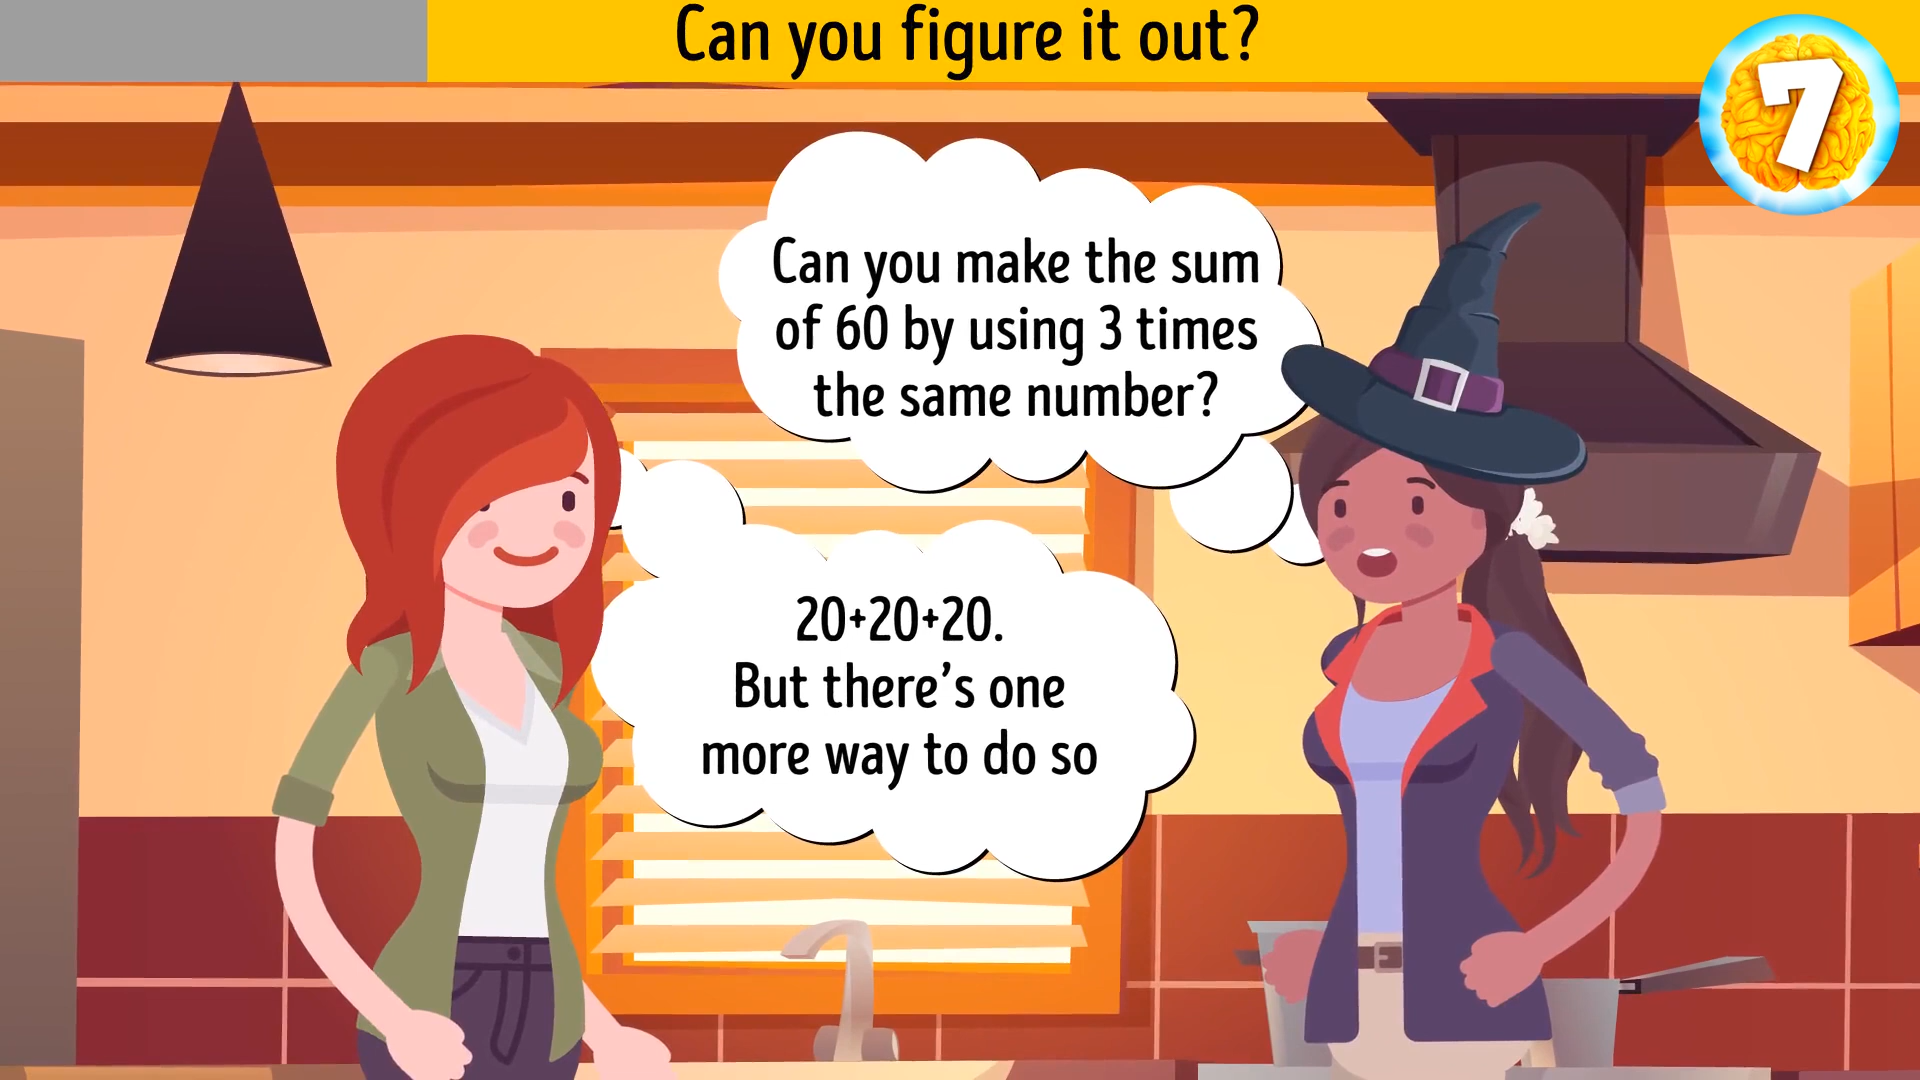 Can you figure it out?
7
Can you make the sum
of 60 by using 3 times
the same number?
20+20+20.
But there's one
more way to do so